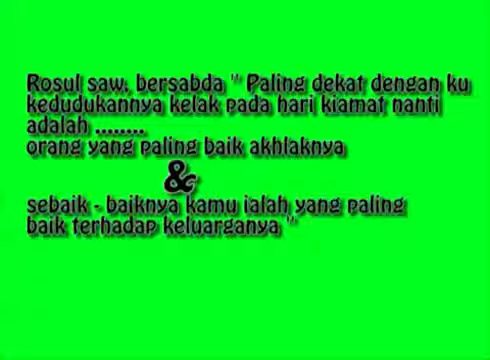 Rosul saw. bersabda " Paling dekat dengan ku
kedudukannya kelak pada hari kiamat nanti
adalah ........
orang yang paling baik akhlaknya
&
sebaik - baiknya kamu ialah yang paling
baik terhadap keluarganya "